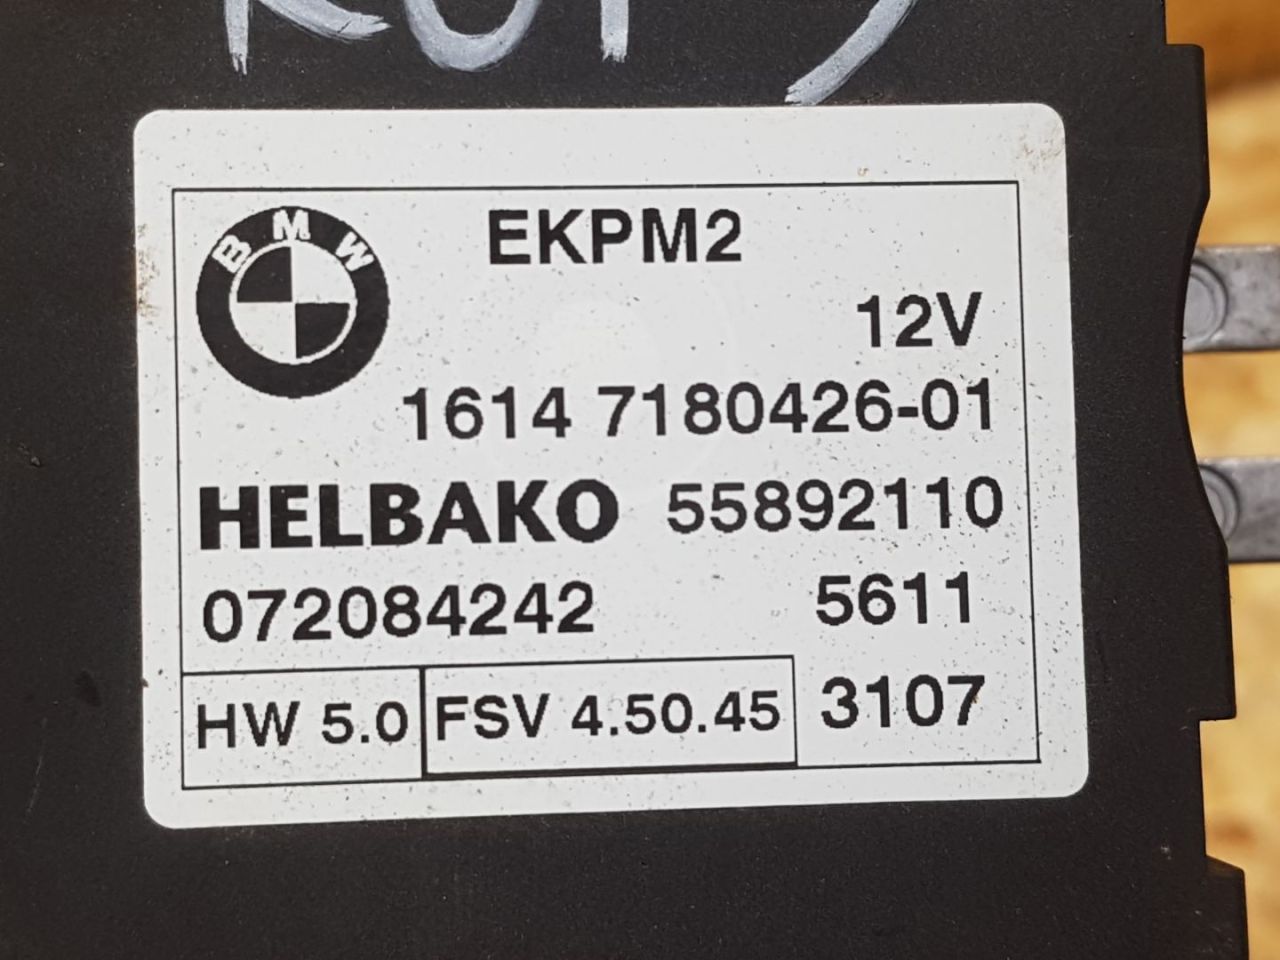 BMW
EKPM2
12V
1614 7180426-01
HELBAKO 55892110
072084242 5611
HW 5.0 FSV 4.50.45 3107